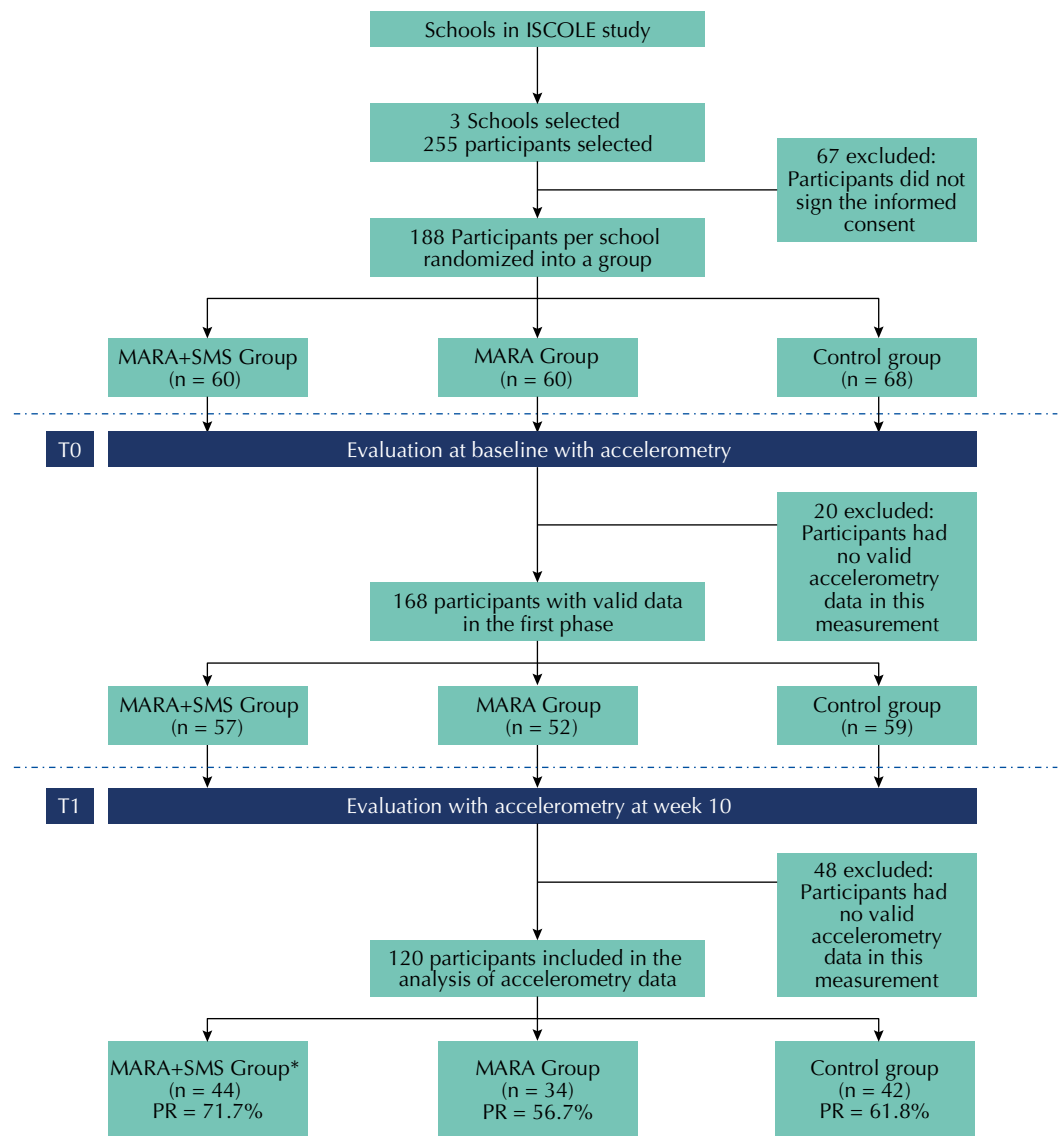 Schools in ISCOLE study
3 Schools selected
255 participants selected
67 excluded:
Participants did not
sign the informed
consent
188 Participants per school
randomized into a group
MARA+SMS Group
(n = 60)
MARA Group
(n = 60)
Control group
(n = 68)
T0
Evaluation at baseline with accelerometry
20 excluded:
Participants had
no valid
accelerometry
data in this
measurement
168 participants with valid data
in the first phase
MARA+SMS Group
(n = 57)
MARA Group
(n = 52)
Control group
(n = 59)
T1
Evaluation with accelerometry at week 10
48 excluded:
Participants had
no valid
accelerometry
data in this
measurement
120 participants included in the
analysis of accelerometry data
MARA+SMS Group*
(n = 44)
PR = 71.7%
MARA Group
(n = 34)
PR = 56.7%
Control group
(n = 42)
PR = 61.8%